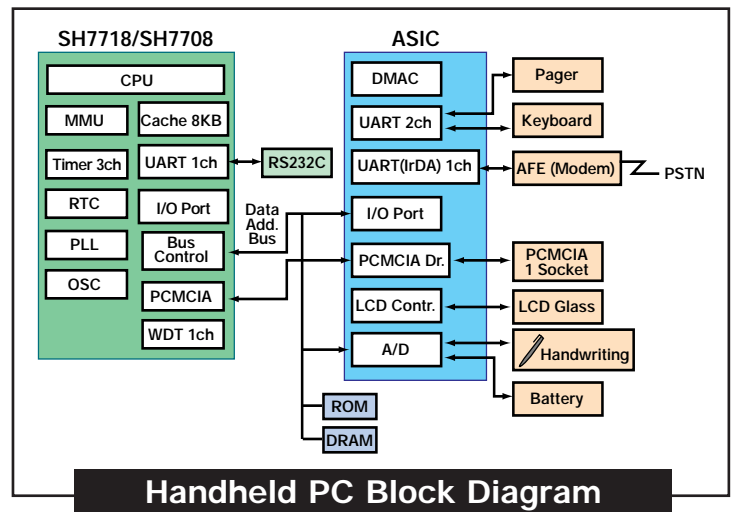 SH7718/SH7708
CPU
MMU
Cache 8KB
Timer 3ch
UART 1ch
RTC
I/O Port
PLL
Bus
Control
OSC
PCMCIA
WDT 1ch
RS232C
Data
Add.
Bus
ROM
DRAM
ASIC
DMAC
UART 2ch
UART(IrDA) 1ch
I/O Port
PCMCIA Dr.
LCD Contr.
A/D
Pager
Keyboard
AFE (Modem)
PSTN
PCMCIA
1 Socket
LCD Glass
Handwriting
Battery
Handheld PC Block Diagram